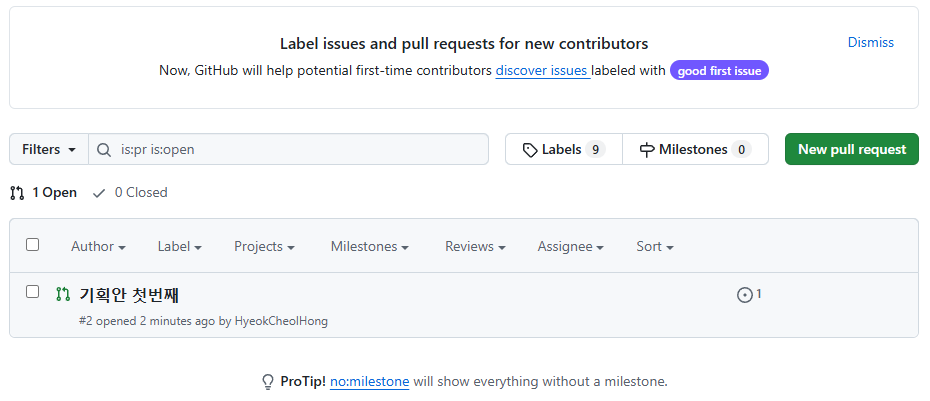 Label issues and pull requests for new contributors
Dismiss
Now, GitHub will help potential first-time contributors discover issues labeled with good first issue
Filters
is:pr is:open
Labels 9
Milestones 0
New pull request
1 Open
0 Closed
Author
Label
Projects
Milestones
Reviews
Assignee
Sort
기획안 첫번째
1
#2 opened 2 minutes ago by HyeokCheolHong
ProTip! no:milestone will show everything without a milestone.